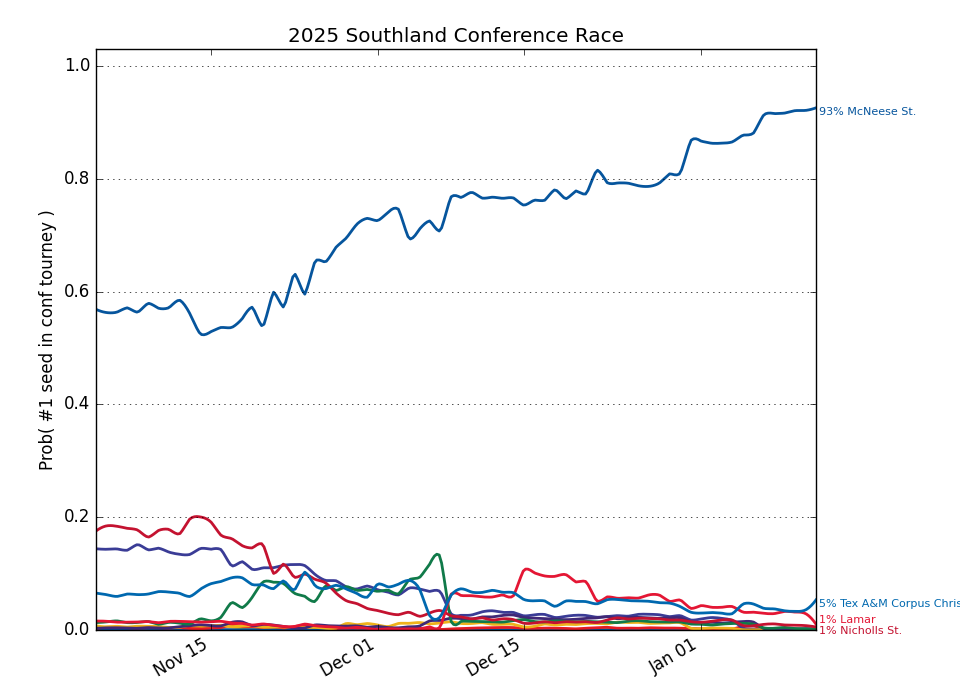 2025 Southland Conference Race
Prob( #1 seed in conf tourney )
1.0
0.8
0.6
0.4
0.2
0.0
Nov 15
Dec 01
Dec 15
Jan 01
93% McNeese St.
5% Tex A&M Corpus Chris
1% Lamar
1% Nicholls St.